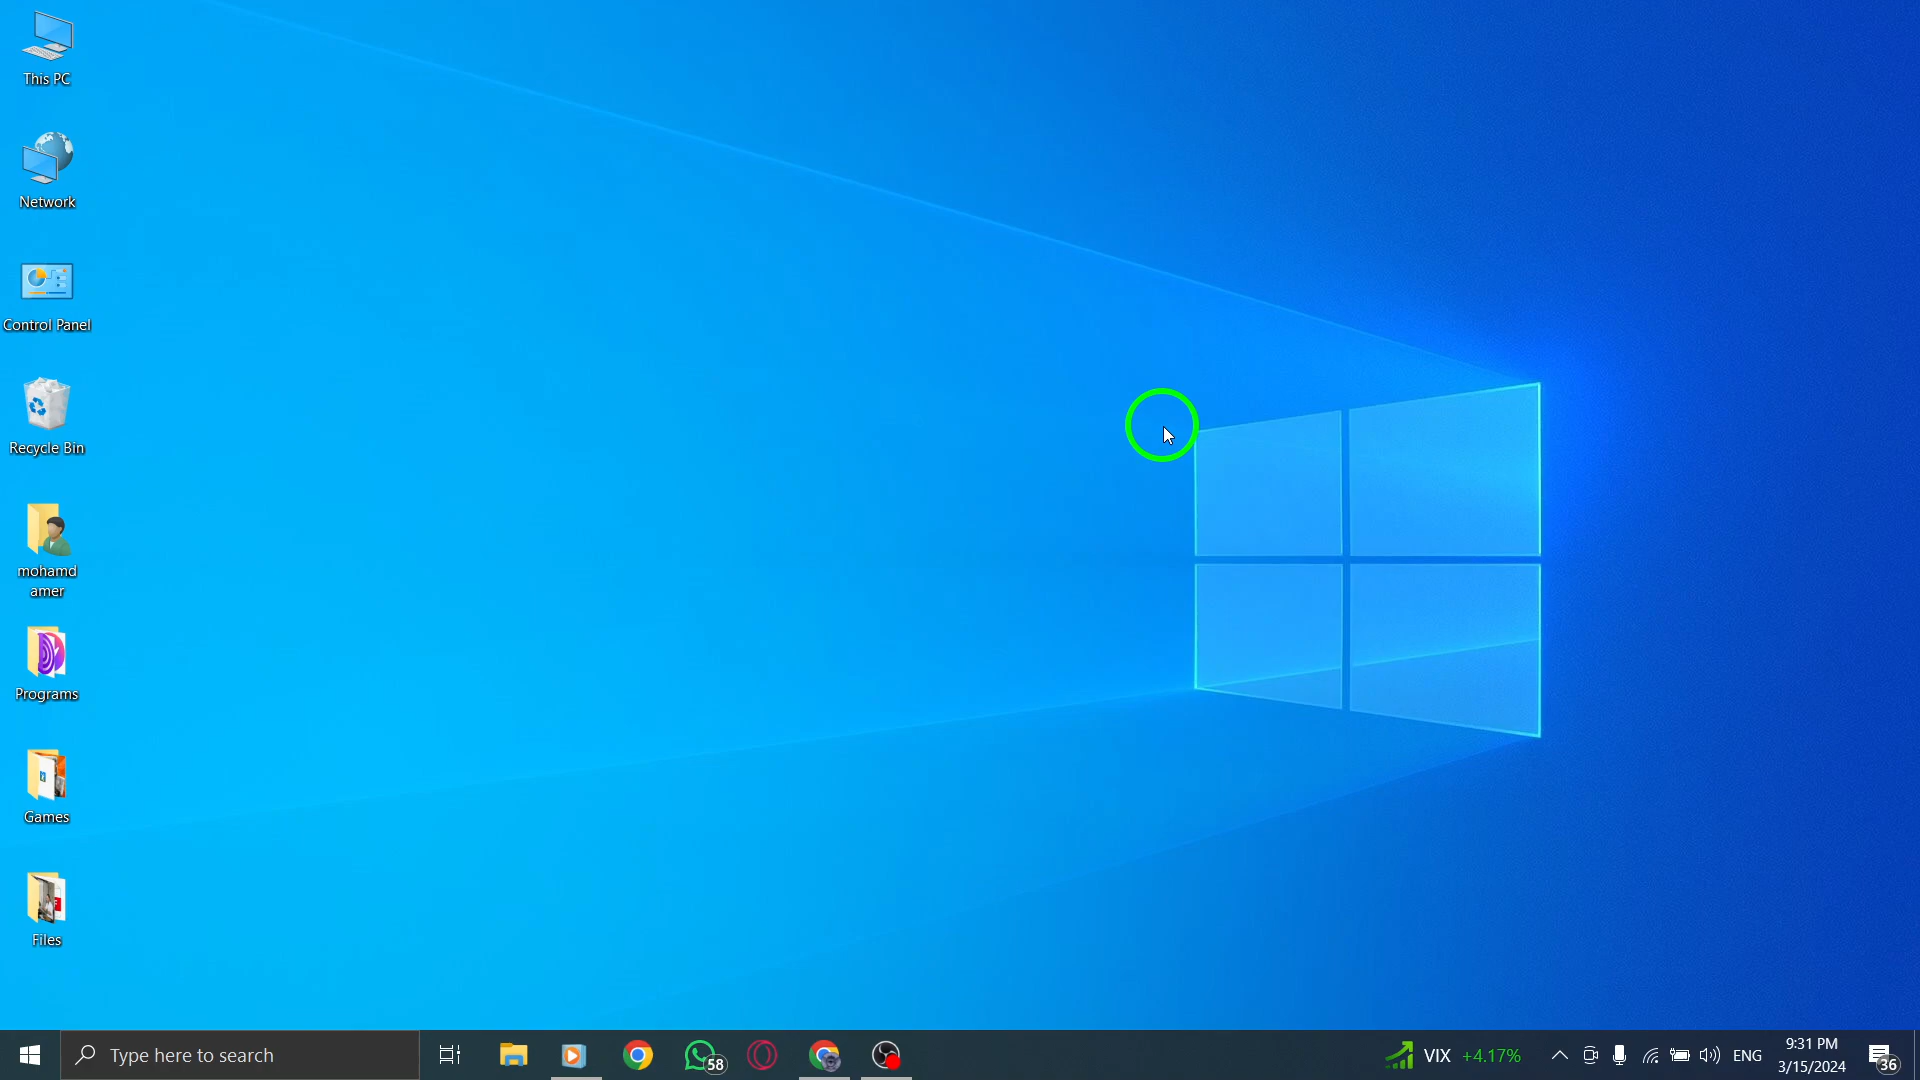 This PC
Network
Control Panel
Recycle Bin
mohamd
amer
Programs
Games
Files
Type here to search
58
VIX +4.17%
ENG
9:31 PM
3/15/2024
36